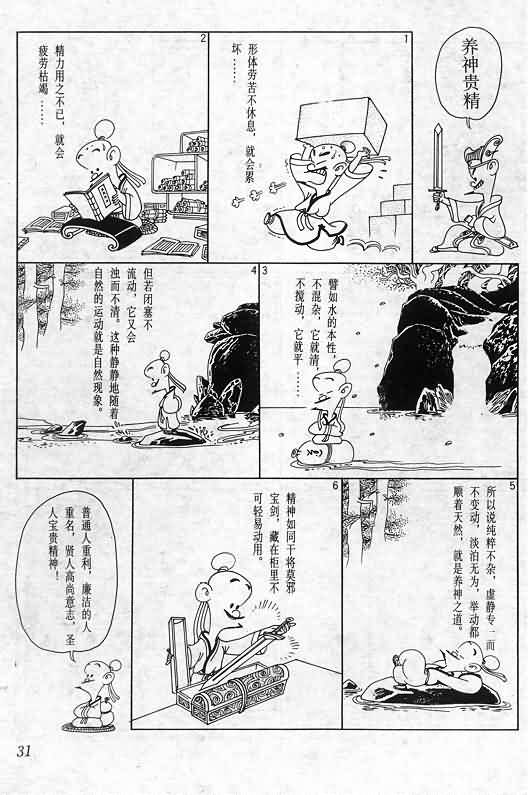 养神贵精
1
形体劳苦不休息，就会累
坏……
2
精力用之不已，就会
疲劳枯竭……
3
譬如水的本性，
不混杂，它就清，
不搅动，它就平……
4
但若闭塞不
流动，它又会
浊而不清。这种静静地随着
自然的运动就是自然现象。
5
所以说纯粹不杂，虚静专一而
不变动，淡泊无为，举动都
顺着天然，就是养神之道。
6
精神如同干将莫邪
宝剑，藏在柜里不
可轻易动用。
普通人重利，廉洁的人
重名，贤人高尚意志，圣
人宝贵精神！
31